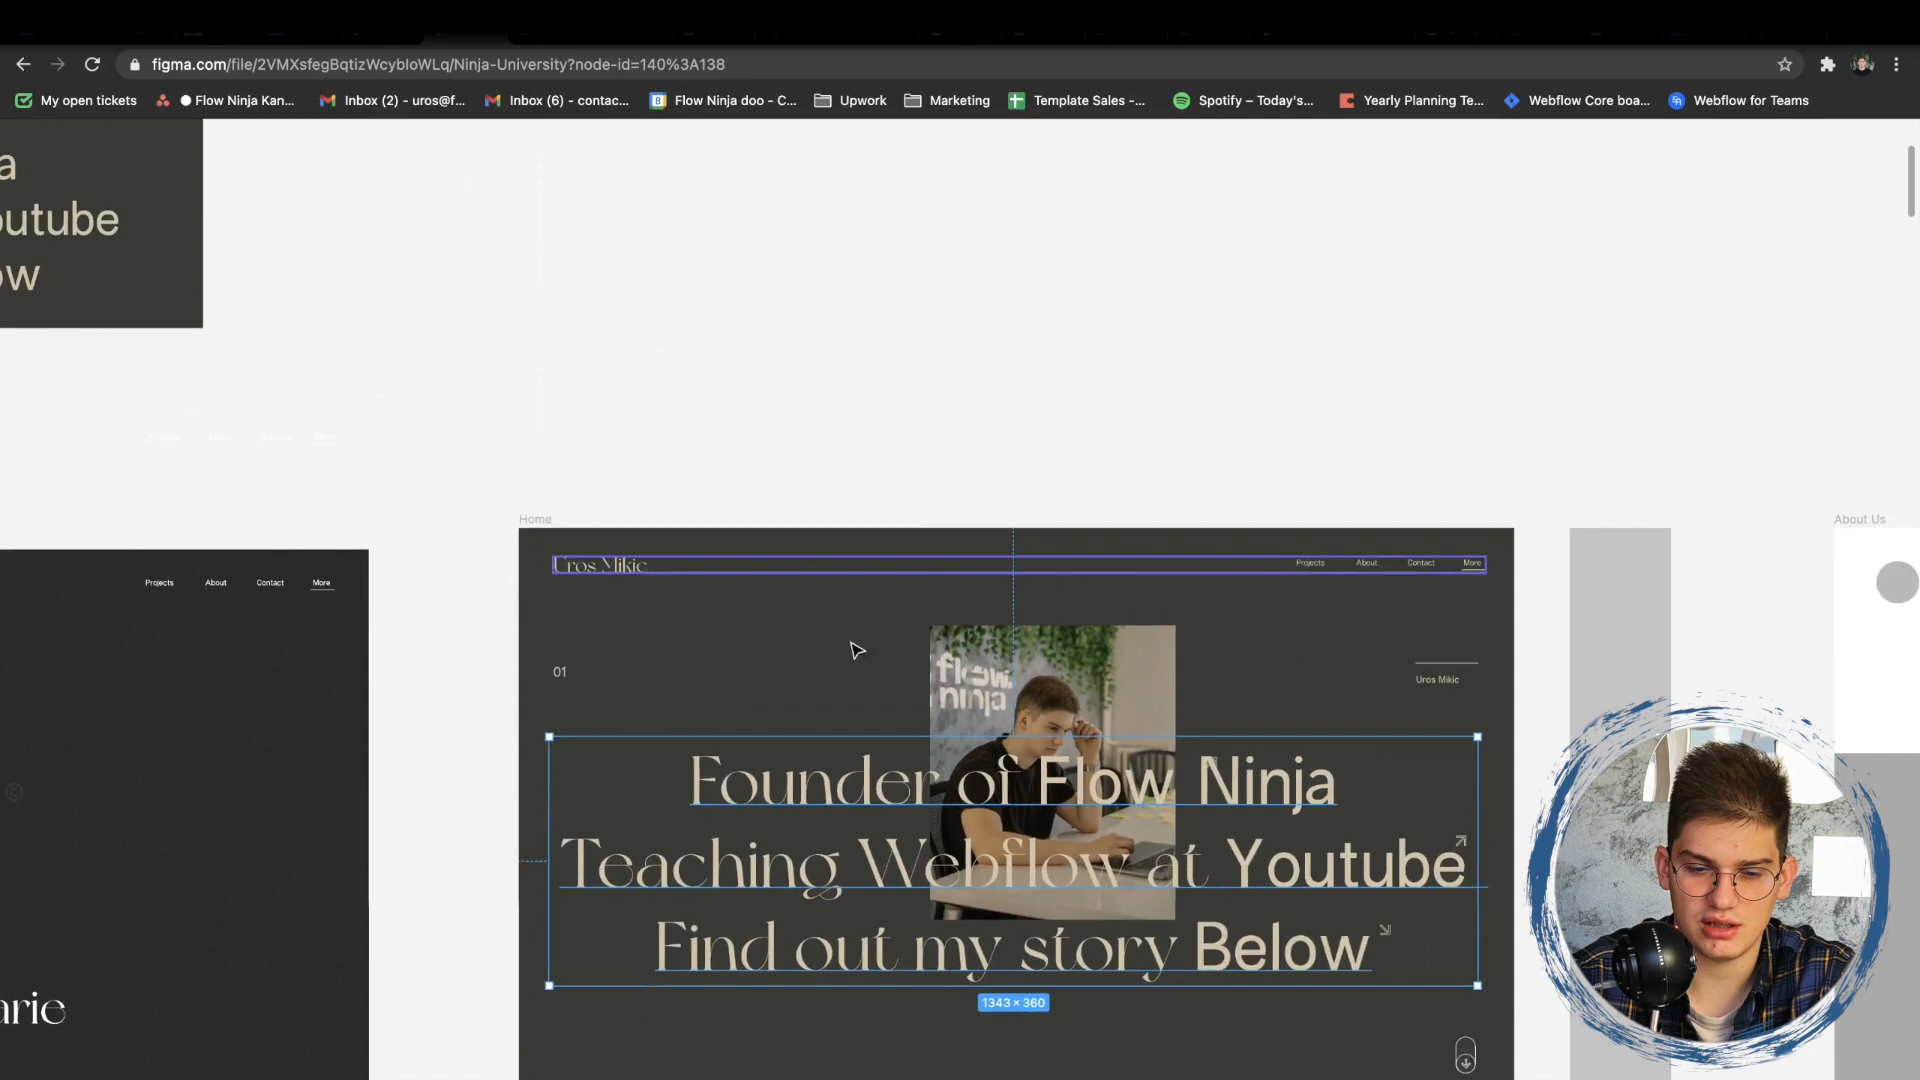 figma.com/file/2VMXsfegBqtizWcybIoWLq/Ninja-University?node-id=140%3A138
My open tickets
Flow Ninja Kan...
Inbox (2) - uros@f...
Inbox (6) - contac...
8
Flow Ninja doo - C...
Upwork
Marketing
Template Sales -...
Spotify – Today's...
Yearly Planning Te...
Webflow Core boa...
Webflow for Teams
a
outube
ow
Home
About Us
Uros Mikic
Projects
About
Contact
More
Projects
About
Contact
More
01
Uros Mikic
flow.
ninja
Founder of Flow Ninja
Teaching Webflow at Youtube
Find out my story Below
©
1343 × 360
arie